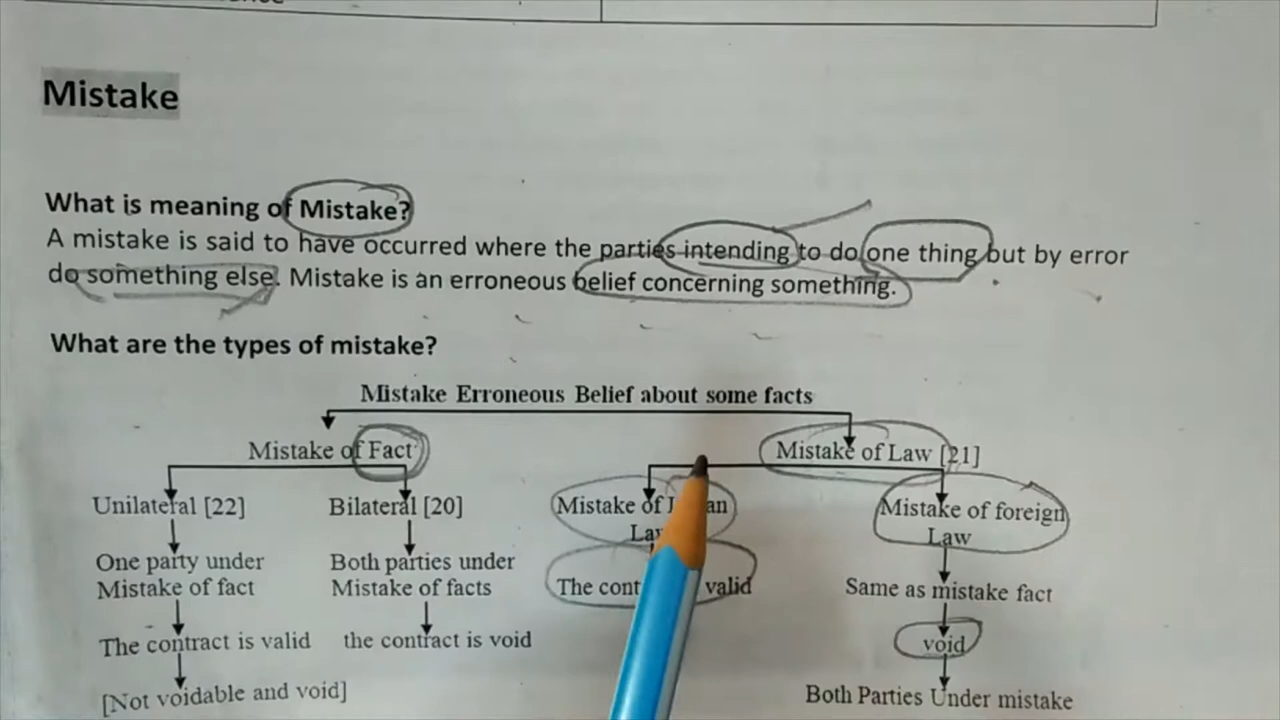 Mistake
What is meaning of Mistake?
A mistake is said to have occurred where the parties intending to do one thing but by error
do something else. Mistake is an erroneous belief concerning something.
What are the types of mistake?
Mistake Erroneous Belief about some facts
Mistake of Fact
Mistake of Law [21]
Unilateral [22]
Bilateral [20]
Mistake of
Mistake of foreign
Law
One party under
Mistake of fact
Both parties under
Mistake of facts
The valid
Same as mistake fact
The contract is valid
the contract is void
void
[Not voidable and void]
Both Parties Under mistake